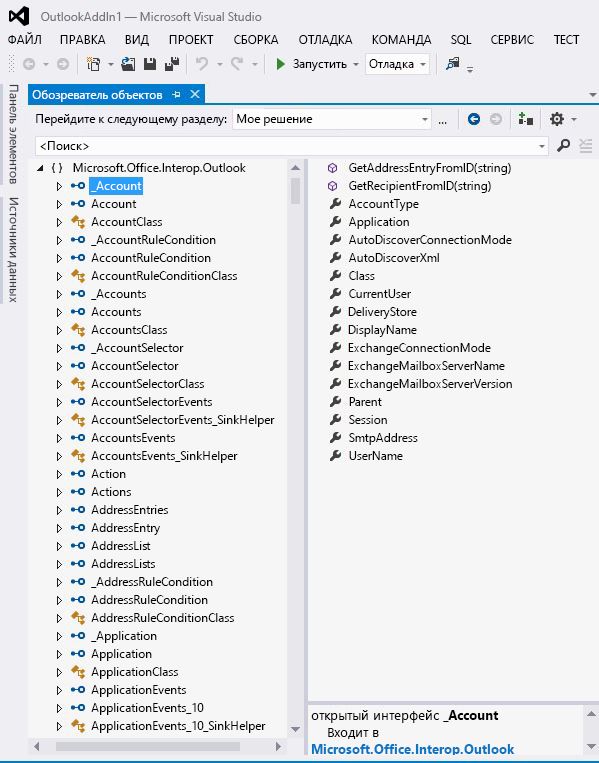 OutlookAddIn1 — Microsoft Visual Studio
ФАЙЛ ПРАВКА ВИД ПРОЕКТ СБОРКА ОТЛАДКА КОМАНДА SQL СЕРВИС ТЕСТ
Запустить Отладка
Панель элементов
Источники данных
Обозреватель объектов
Перейдите к следующему разделу: Мое решение ...
<Поиск>
{} Microsoft.Office.Interop.Outlook
_Account
Account
AccountClass
_AccountRuleCondition
AccountRuleCondition
AccountRuleConditionClass
_Accounts
Accounts
AccountsClass
_AccountSelector
AccountSelector
AccountSelectorClass
AccountSelectorEvents
AccountSelectorEvents_SinkHelper
AccountsEvents
AccountsEvents_SinkHelper
Action
Actions
AddressEntries
AddressEntry
AddressList
AddressLists
_AddressRuleCondition
AddressRuleCondition
AddressRuleConditionClass
_Application
Application
ApplicationClass
ApplicationEvents
ApplicationEvents_10
ApplicationEvents_10_SinkHelper
GetAddressEntryFromID(string)
GetRecipientFromID(string)
AccountType
Application
AutoDiscoverConnectionMode
AutoDiscoverXml
Class
CurrentUser
DeliveryStore
DisplayName
ExchangeConnectionMode
ExchangeMailboxServerName
ExchangeMailboxServerVersion
Parent
Session
SmtpAddress
UserName
открытый интерфейс _Account
Входит в
Microsoft.Office.Interop.Outlook